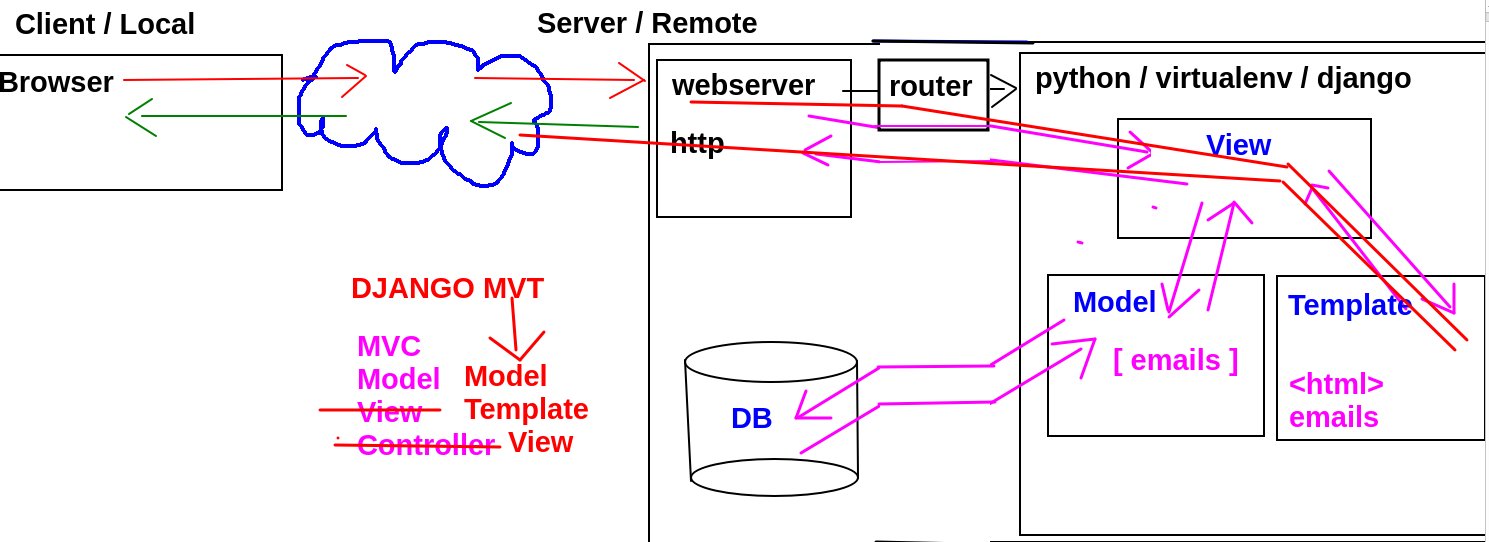 Client / Local
Server / Remote
Browser
webserver
router
python / virtualenv / django
http
View
DJANGO MVT
Model
Template
MVC
Model
View
Controller
Model
Template
View
[ emails ]
DB
<html>
emails